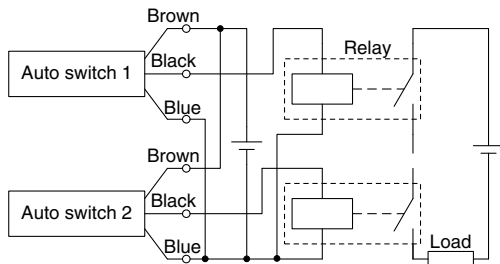 Brown
Auto switch 1
Black
Blue
Relay
Brown
Auto switch 2
Black
Blue
Load